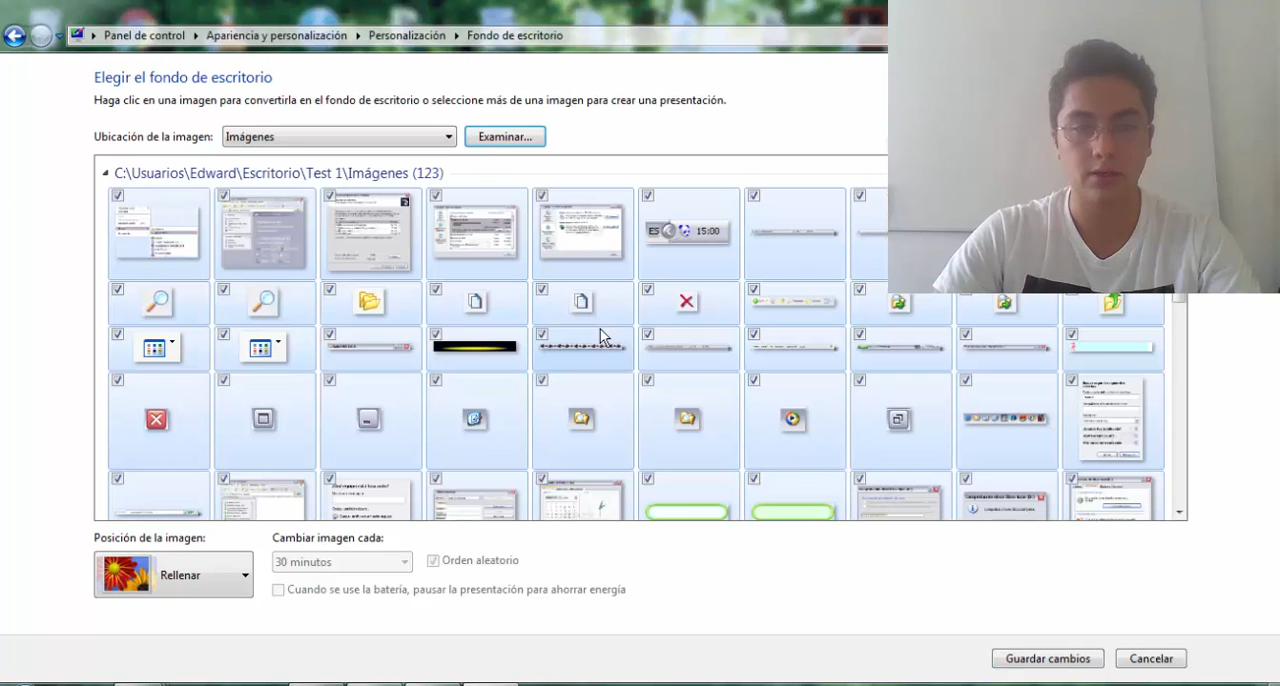 Panel de control Apariencia y personalización Personalización Fondo de escritorio
Elegir el fondo de escritorio
Haga clic en una imagen para convertirla en el fondo de escritorio o seleccione más de una imagen para crear una presentación.
Ubicación de la imagen: Imágenes Examinar...
C:\Usuarios\Edward\Escritorio\Test 1\Imágenes (123)
ES 15:00
Posición de la imagen: Cambiar imagen cada:
Rellenar 30 minutos Orden aleatorio
Cuando se use la batería, pausar la presentación para ahorrar energía
Guardar cambios Cancelar